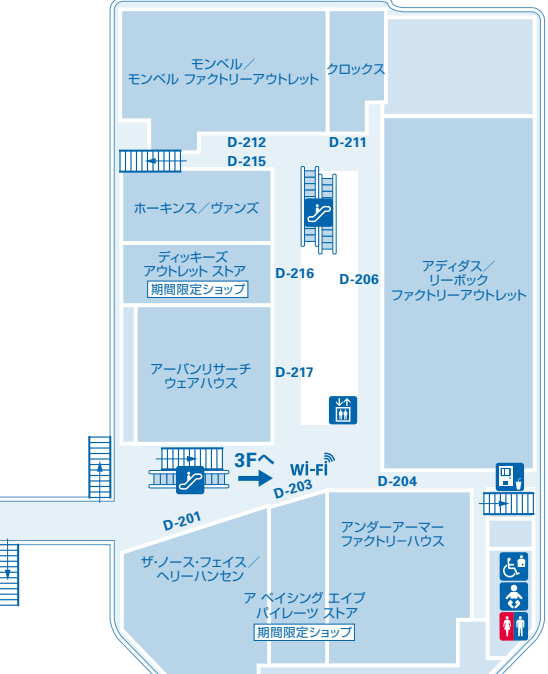 モンベル／
モンベル ファクトリーアウトレット
クロックス
D-212
D-211
D-215
ホーキンス／ヴァンズ
ディッキーズ
アウトレット ストア
期間限定ショップ
D-216
D-206
アディダス／
リーボック
ファクトリーアウトレット
アーバンリサーチ
ウェアハウス
D-217
3Fへ
Wi-Fi
D-201
D-203
D-204
ザ・ノース・フェイス／
ヘリーハンセン
アンダーアーマー
ファクトリーハウス
ア ベイシング エイプ
パイレーツ ストア
期間限定ショップ